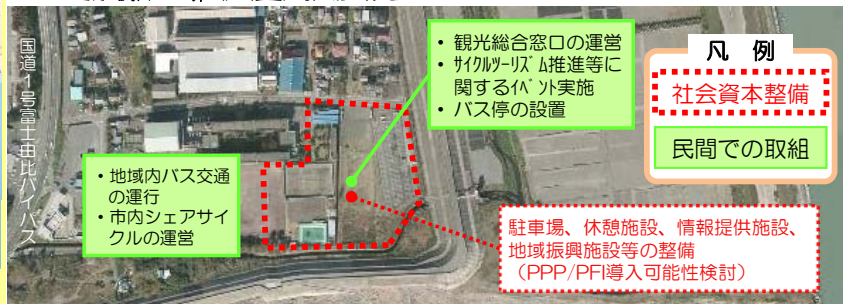 国道1号富士由比バイパス
・地域内バス交通
の運行
・市内シェアサイ
クルの運営
・観光総合窓口の運営
・ｻｲｸﾙﾂｰﾘｽﾞﾑ推進等に
関するｲﾍﾞﾝﾄ実施
・バス停の設置
凡 例
社会資本整備
民間での取組
駐車場、休憩施設、情報提供施設、
地域振興施設等の整備
（PPP/PFI導入可能性検討）